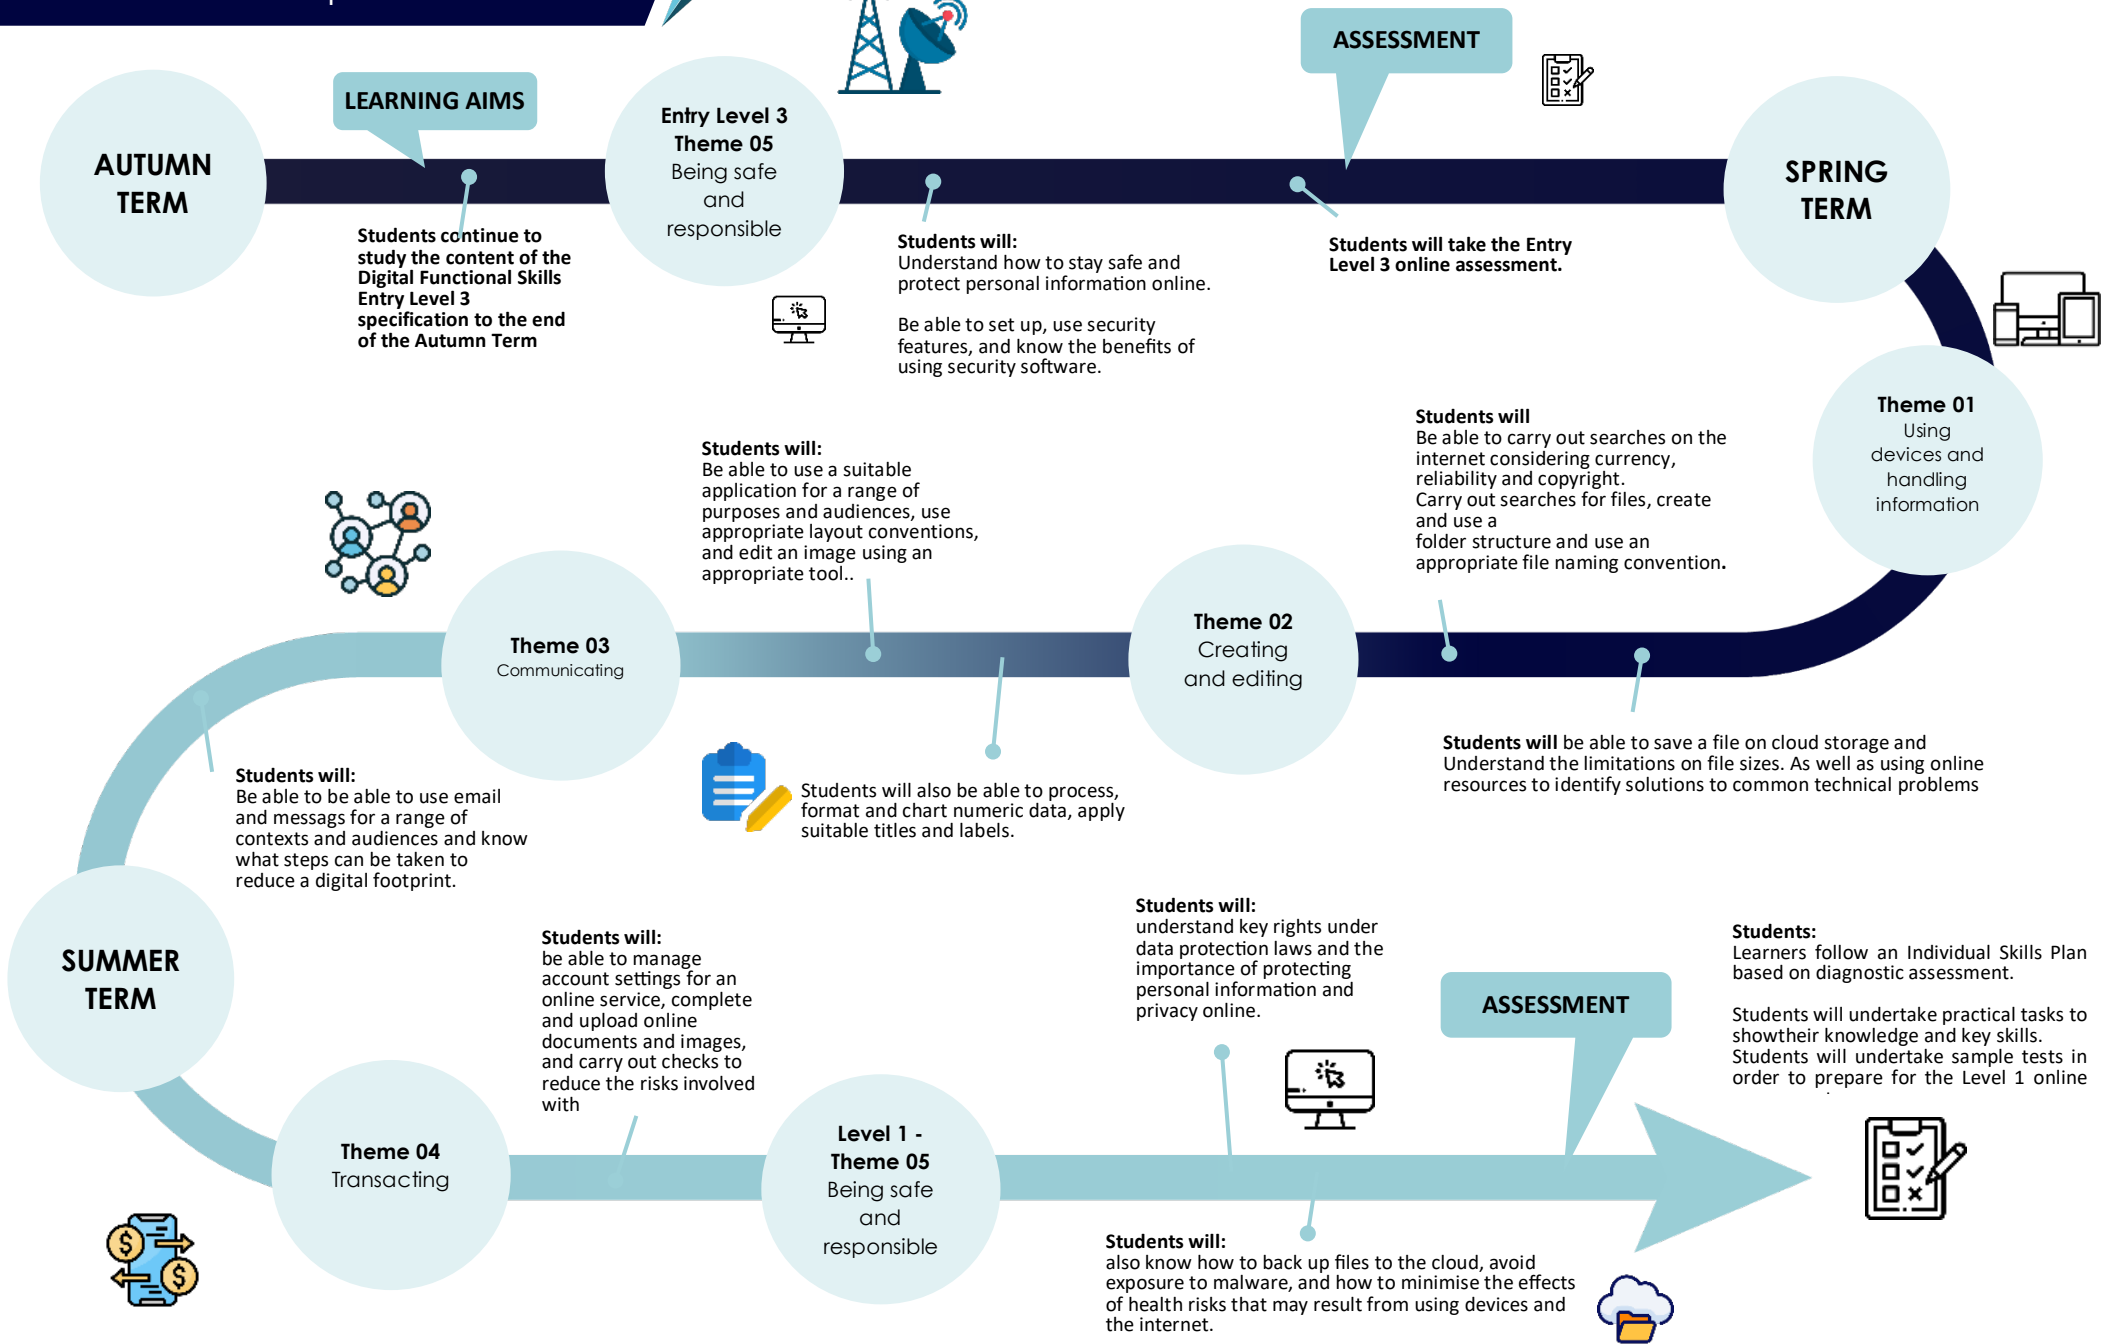 LEARNING AIMS
ASSESSMENT
AUTUMN
TERM
Entry Level 3
Theme 05
Being safe
and
responsible
SPRING
TERM
Students continue to
study the content of the
Digital Functional Skills
Entry Level 3
specification to the end
of the Autumn Term
Students will:
Understand how to stay safe and
protect personal information online.
Be able to set up, use security
features, and know the benefits of
using security software.
Students will take the Entry
Level 3 online assessment.
Theme 01
Using
devices and
handling
information
Students will
Be able to carry out searches on the
internet considering currency,
reliability and copyright.
Carry out searches for files, create
and use a
folder structure and use an
appropriate file naming convention.
Students will be able to save a file on cloud storage and
Understand the limitations on file sizes. As well as using online
resources to identify solutions to common technical problems
Theme 02
Creating
and editing
Students will:
Be able to use a suitable
application for a range of
purposes and audiences, use
appropriate layout conventions,
and edit an image using an
appropriate tool..
Students will also be able to process,
format and chart numeric data, apply
suitable titles and labels.
Theme 03
Communicating
Students will:
Be able to be able to use email
and messags for a range of
contexts and audiences and know
what steps can be taken to
reduce a digital footprint.
SUMMER
TERM
Theme 04
Transacting
Students will:
be able to manage
account settings for an
online service, complete
and upload online
documents and images,
and carry out checks to
reduce the risks involved
with
Level 1 -
Theme 05
Being safe
and
responsible
Students will:
understand key rights under
data protection laws and the
importance of protecting
personal information and
privacy online.
Students will:
also know how to back up files to the cloud, avoid
exposure to malware, and how to minimise the effects
of health risks that may result from using devices and
the internet.
ASSESSMENT
Students:
Learners follow an Individual Skills Plan
based on diagnostic assessment.
Students will undertake practical tasks to
showtheir knowledge and key skills.
Students will undertake sample tests in
order to prepare for the Level 1 online